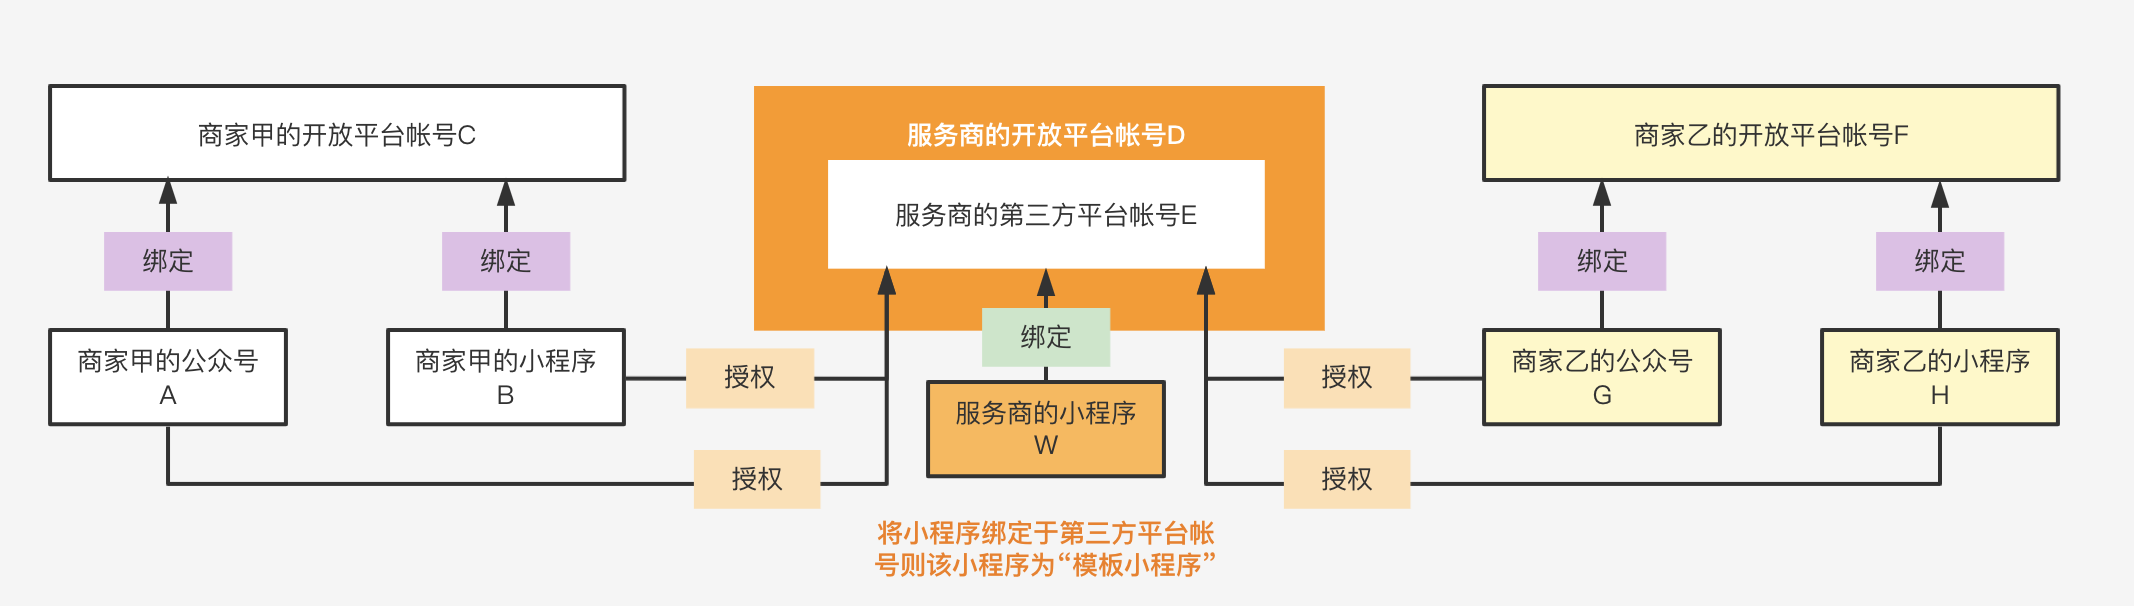 商家甲的开放平台帐号C
服务商的开放平台帐号D
商家乙的开放平台帐号F
服务商的第三方平台帐号E
绑定
绑定
绑定
绑定
绑定
商家甲的公众号
A
商家甲的小程序
B
授权
授权
服务商的小程序
W
授权
授权
商家乙的公众号
G
商家乙的小程序
H
将小程序绑定于第三方平台帐
号则该小程序为“模板小程序”